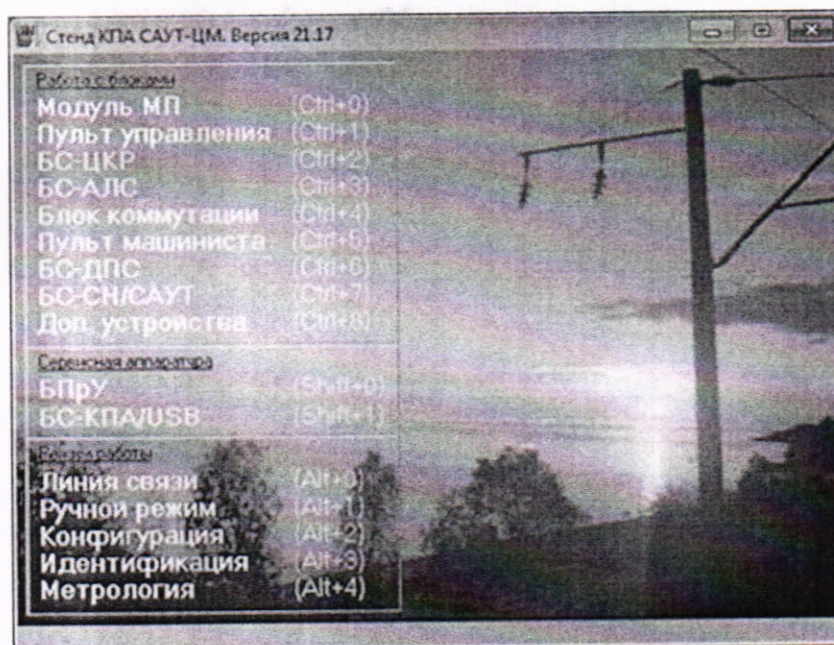 Стенд КПА САУТ-ЦМ. Версия 21.17
Работа с блоками
Модуль МП (Ctrl+0)
Пульт управления (Ctrl+1)
БС-ЦКР (Ctrl+2)
БС-АЛС (Ctrl+3)
Блок коммутации (Ctrl+4)
Пульт машиниста (Ctrl+5)
БС-ДПС (Ctrl+6)
БС-СН/САУТ (Ctrl+7)
Доп. устройства (Ctrl+8)
Сервисная аппаратура
БПрУ (Shift+0)
БС-КПА/USB (Shift+1)
Режим работы
Линия связи (Alt+0)
Ручной режим (Alt+1)
Конфигурация (Alt+2)
Идентификация (Alt+3)
Метрология (Alt+4)